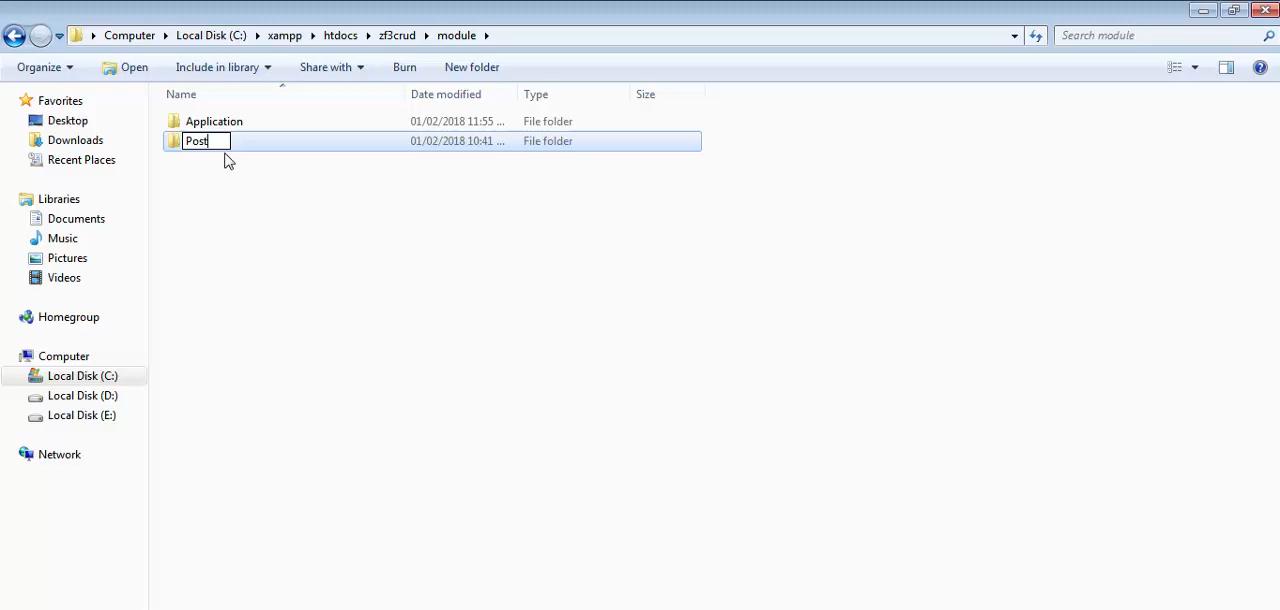 Computer Local Disk (C:) xampp htdocs zf3crud module Search module
Organize Open Include in library Share with Burn New folder
Name Date modified Type Size
Favorites
Desktop
Downloads
Recent Places
Libraries
Documents
Music
Pictures
Videos
Homegroup
Computer
Local Disk (C:)
Local Disk (D:)
Local Disk (E:)
Network
Application 01/02/2018 11:55 ... File folder
Post 01/02/2018 10:41 ... File folder